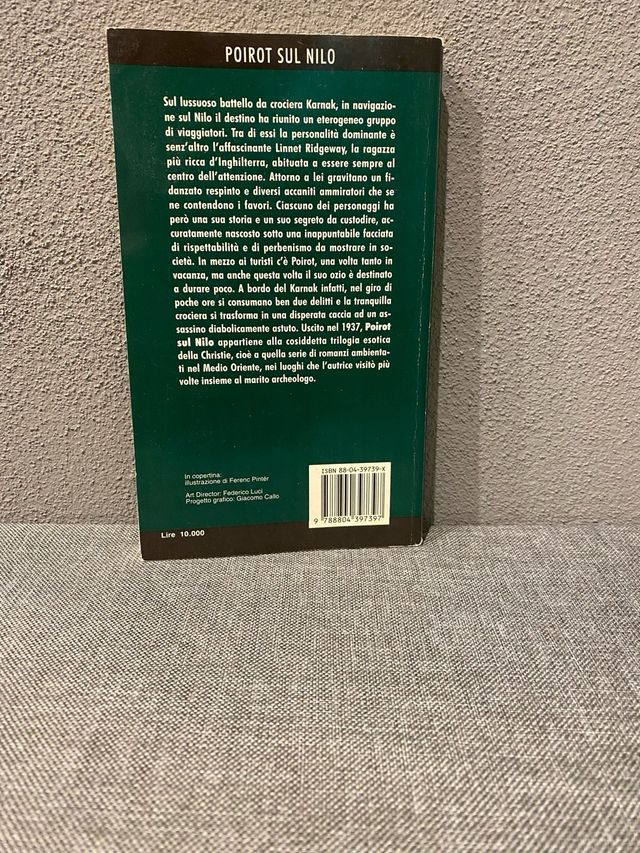 POIROT SUL NILO
Sul lussuoso battello da crociera Karnak, in navigazio-
ne sul Nilo il destino ha riunito un eterogeneo gruppo
di viaggiatori. Tra di essi la personalità dominante è
senz'altro l'affascinante Linnet Ridgeway, la ragazza
più ricca d'Inghilterra, abituata a essere sempre al
centro dell'attenzione. Attorno a lei gravitano un fi-
danzato respinto e diversi accaniti ammiratori che se
ne contendono i favori. Ciascuno dei personaggi ha
però una sua storia e un suo segreto da custodire, ac-
curatamente nascosto sotto una inappuntabile facciata
di rispettabilità e di perbenismo da mostrare in so-
cietà. In mezzo ai turisti c'è Poirot, una volta tanto in
vacanza, ma anche questa volta il suo ozio è destinato
a durare poco. A bordo del Karnak infatti, nel giro di
poche ore si consumano ben due delitti e la tranquilla
crociera si trasforma in una disperata caccia ad un as-
sassino diabolicamente astuto. Uscito nel 1937, Poirot
sul Nilo appartiene alla cosiddetta trilogia esotica
della Christie, cioè a quella serie di romanzi ambienta-
ti nel Medio Oriente, nei luoghi che l'autrice visitò più
volte insieme al marito archeologo.
In copertina:
illustrazione di Ferenc Pintér
Art Director: Federico Luci
Progetto grafico: Giacomo Callo
ISBN 88-04-39739-X
9 788804 397397
Lire 10.000